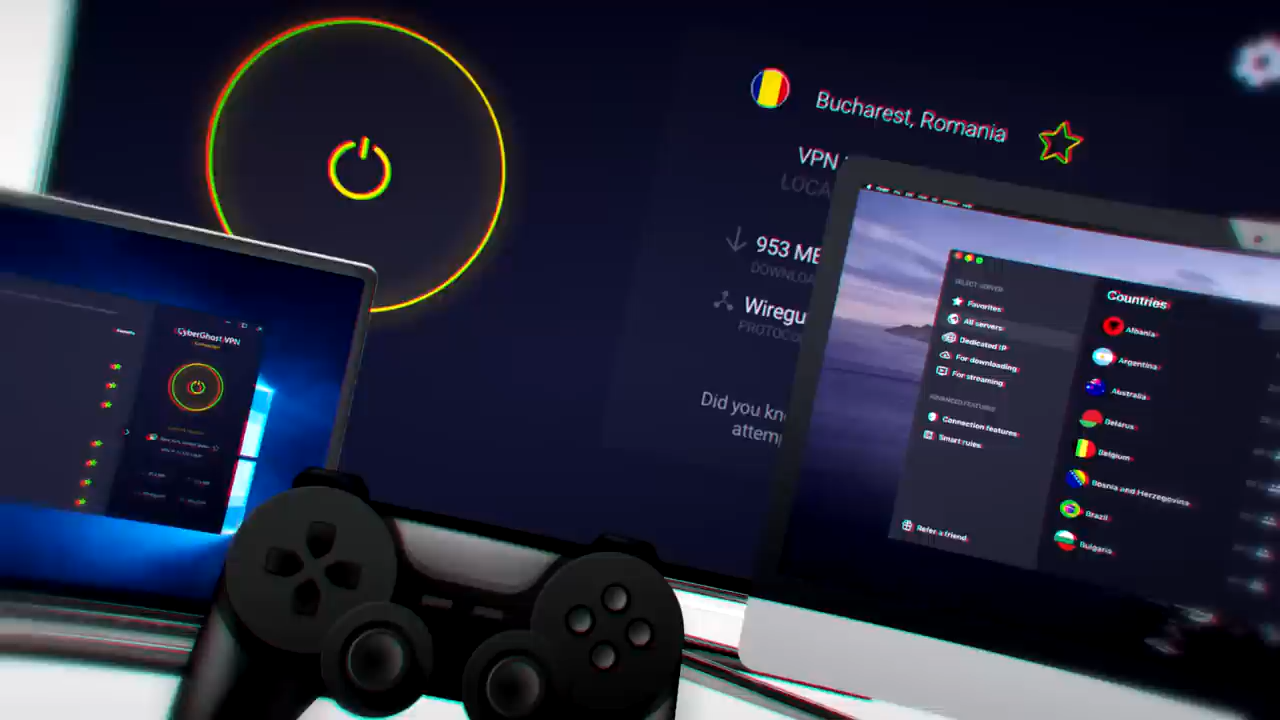 Bucharest, Romania
VPN
LOCA
953 MB
DOWNLOA
Wiregu
PROTOCO
Did you kn
attemp
CyberGhost VPN
SELECT SERVER
Favorites
All servers
Dedicated IP
For downloading
For streaming
ADVANCED FEATURES
Connection features
Smart rules
Refer a friend
Countries
Albania
Argentina
Australia
Belarus
Belgium
Bosnia and Herzegovina
Brazil
Bulgaria